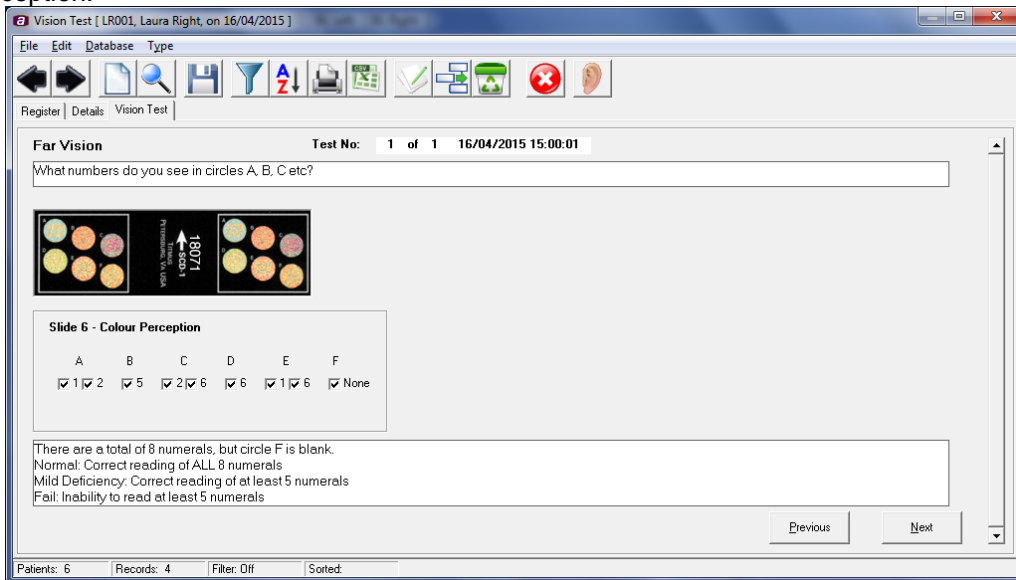 ception.
Vision Test [ LR001, Laura Right, on 16/04/2015 ]
File Edit Database Type
A
Z
CSV
X
Register Details Vision Test
Far Vision Test No: 1 of 1 16/04/2015 15:00:01
What numbers do you see in circles A, B, C etc?
18071
SCD-1
TITMUS
PETERSBURG, VA USA
Slide 6 - Colour Perception
A B C D E F
1 2 5 2 6 6 1 6 None
There are a total of 8 numerals, but circle F is blank.
Normal: Correct reading of ALL 8 numerals
Mild Deficiency: Correct reading of at least 5 numerals
Fail: Inability to read at least 5 numerals
Previous Next
Patients: 6 Records: 4 Filter: Off Sorted: